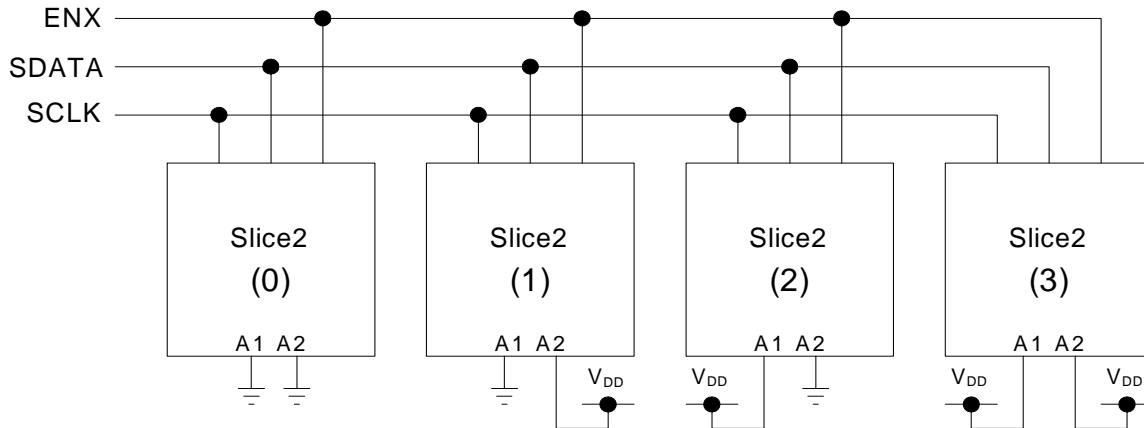 ENX
SDATA
SCLK
Slice2 Slice2 Slice2 Slice2
(0) (1) (2) (3)
A1 A2 A1 A2 A1 A2 A1 A2
VDD VDD VDD VDD